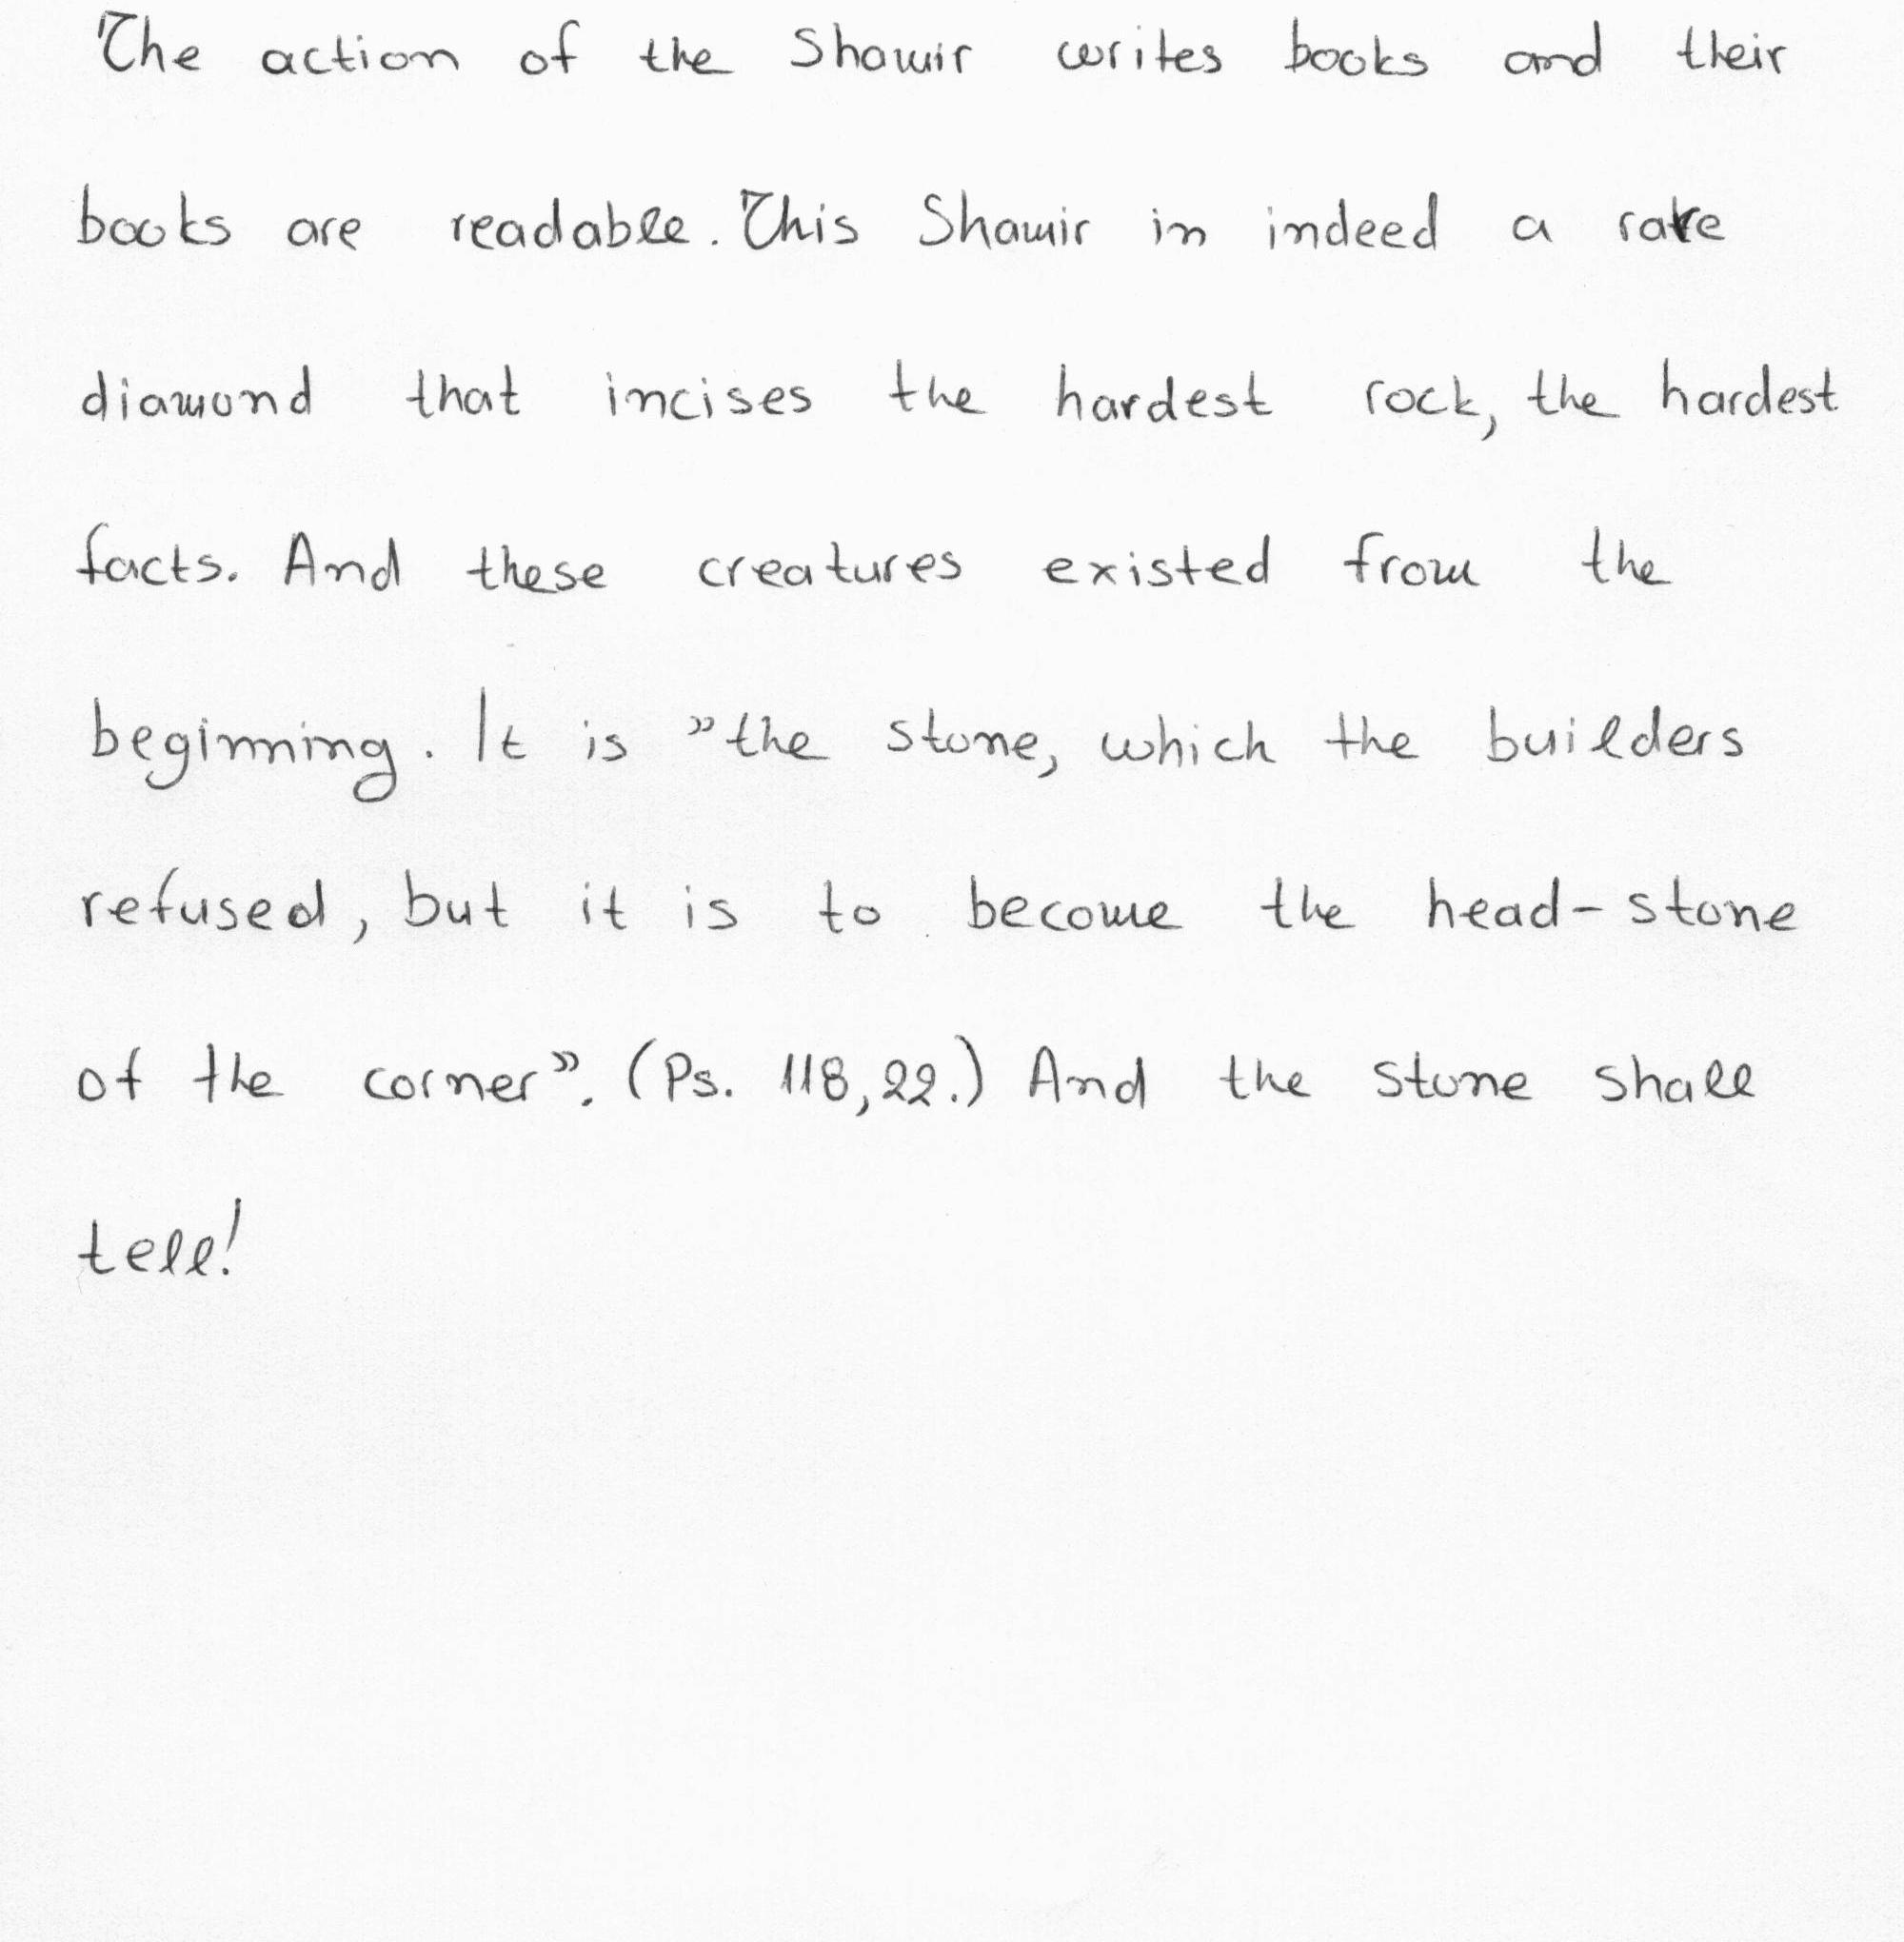 The action of the Shamir writes books and their
books are readable. This Shamir in indeed a rare
diamond that incises the hardest rock, the hardest
facts. And these creatures existed from the
beginning. It is »the stone, which the builders
refused, but it is to become the head-stone
of the corner». (Ps. 118,22.) And the stone shall
tell!